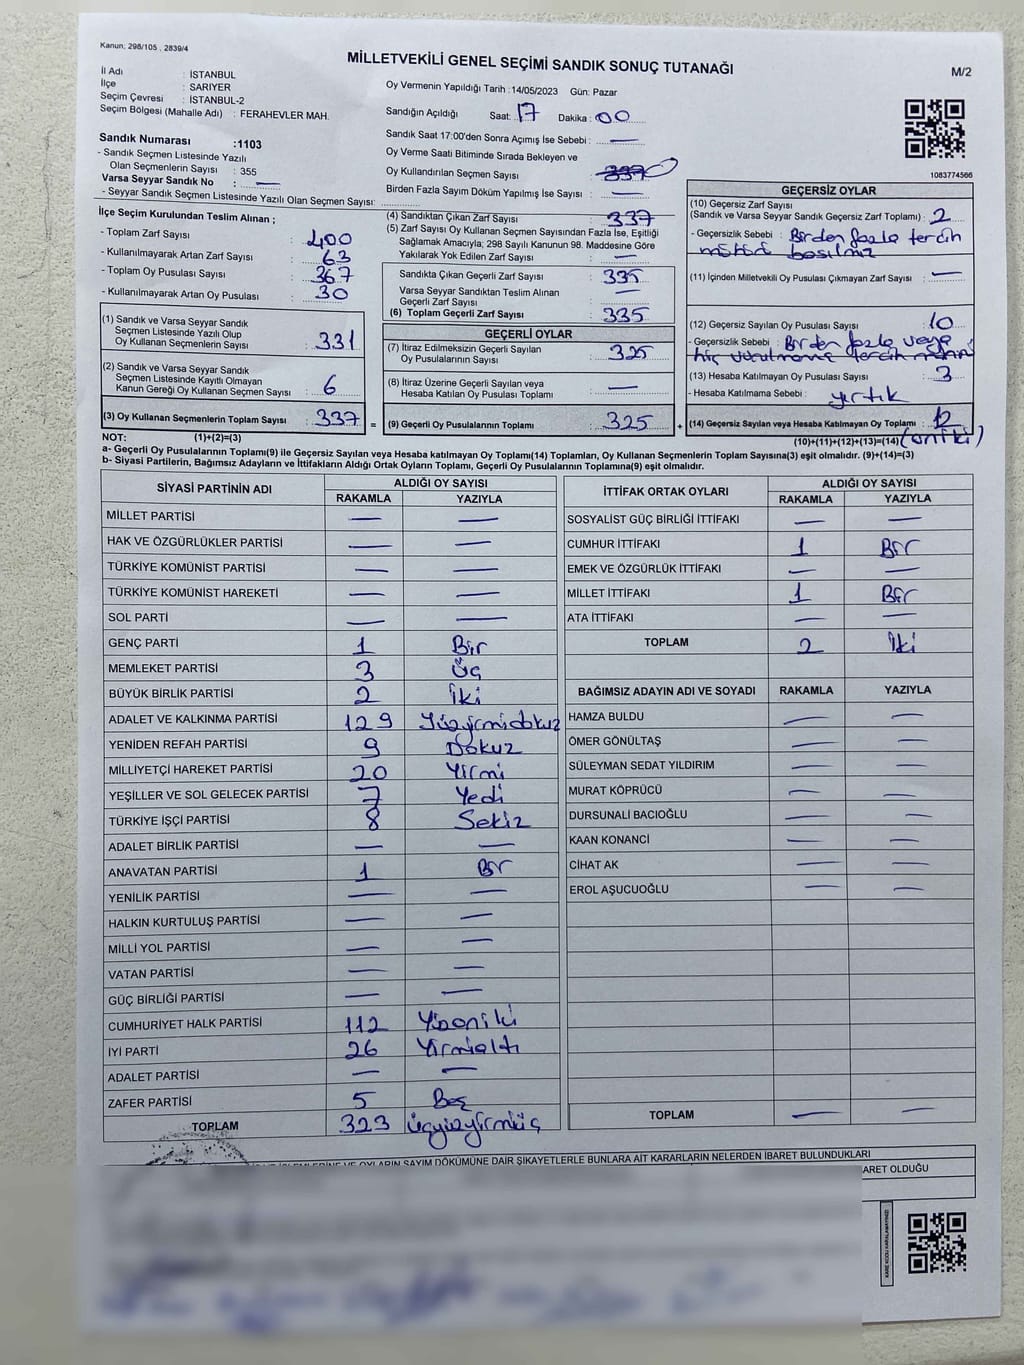 Kanun; 298/105 , 2839/4
MİLLETVEKİLİ GENEL SEÇİMİ SANDIK SONUÇ TUTANAĞI
M/2
İl Adı : İSTANBUL
İlçe : SARIYER
Seçim Çevresi : İSTANBUL-2
Seçim Bölgesi (Mahalle Adı) : FERAHEVLER MAH.
Sandık Numarası :1103
- Sandık Seçmen Listesinde Yazılı
Olan Seçmenlerin Sayısı : 355
Varsa Seyyar Sandık No : —
- Seyyar Sandık Seçmen Listesinde Yazılı Olan Seçmen Sayısı:
Oy Vermenin Yapıldığı Tarih :14/05/2023 Gün: Pazar
Sandığın Açıldığı Saat: 17 Dakika : 00
Sandık Saat 17:00'den Sonra Açımış İse Sebebi : —
Oy Verme Saati Bitiminde Sırada Bekleyen ve
Oy Kullandırılan Seçmen Sayısı : 337 0
Birden Fazla Sayım Döküm Yapılmış İse Sayısı : —
1083774566
İlçe Seçim Kurulundan Teslim Alınan ;
- Toplam Zarf Sayısı : 400
- Kullanılmayarak Artan Zarf Sayısı : 63
- Toplam Oy Pusulası Sayısı : 367
- Kullanılmayarak Artan Oy Pusulası : 30
(1) Sandık ve Varsa Seyyar Sandık
Seçmen Listesinde Yazılı Olup
Oy Kullanan Seçmenlerin Sayısı : 331
(2) Sandık ve Varsa Seyyar Sandık
Seçmen Listesinde Kayıtlı Olmayan
Kanun Gereği Oy Kullanan Seçmen Sayısı : 6
(3) Oy Kullanan Seçmenlerin Toplam Sayısı : 337 =
(4) Sandıktan Çıkan Zarf Sayısı : 337
(5) Zarf Sayısı Oy Kullanan Seçmen Sayısından Fazla İse, Eşitliği
Sağlamak Amacıyla; 298 Sayılı Kanunun 98. Maddesine Göre
Yakılarak Yok Edilen Zarf Sayısı : —
Sandıkta Çıkan Geçerli Zarf Sayısı : 335
Varsa Seyyar Sandıktan Teslim Alınan
Geçerli Zarf Sayısı : —
(6) Toplam Geçerli Zarf Sayısı : 335
GEÇERLİ OYLAR
(7) İtiraz Edilmeksizin Geçerli Sayılan
Oy Pusulalarının Sayısı : 325
(8) İtiraz Üzerine Geçerli Sayılan veya
Hesaba Katılan Oy Pusulası Toplamı : —
(9) Geçerli Oy Pusulalarının Toplamı : 325 +
GEÇERSİZ OYLAR
(10) Geçersiz Zarf Sayısı
(Sandık ve Varsa Seyyar Sandık Geçersiz Zarf Toplamı) : 2
- Geçersizlik Sebebi : Birden fazla tercih
mührü basılmış
(11) İçinden Milletvekili Oy Pusulası Çıkmayan Zarf Sayısı : —
(12) Geçersiz Sayılan Oy Pusulası Sayısı : 10
- Geçersizlik Sebebi : Birden fazla veya
hiç vurulmamış tercih mührü
(13) Hesaba Katılmayan Oy Pusulası Sayısı : 3
- Hesaba Katılmama Sebebi : yırtık
(14) Geçersiz Sayılan veya Hesaba Katılmayan Oy Toplamı : 12
(oniki)
NOT: (1)+(2)=(3)
(10)+(11)+(12)+(13)=(14)
a- Geçerli Oy Pusulalarının Toplamı(9) ile Geçersiz Sayılan veya Hesaba katılmayan Oy Toplamı(14) Toplamları, Oy Kullanan Seçmenlerin Toplam Sayısına(3) eşit olmalıdır. (9)+(14)=(3)
b- Siyasi Partilerin, Bağımsız Adayların ve İttifakların Aldığı Ortak Oyların Toplamı, Geçerli Oy Pusulalarının Toplamına(9) eşit olmalıdır.
SİYASİ PARTİNİN ADI ALDIĞI OY SAYISI
RAKAMLA YAZIYLA
MİLLET PARTİSİ — —
HAK VE ÖZGÜRLÜKLER PARTİSİ — —
TÜRKİYE KOMÜNİST PARTİSİ — —
TÜRKİYE KOMÜNİST HAREKETİ — —
SOL PARTİ — —
GENÇ PARTİ 1 Bir
MEMLEKET PARTİSİ 3 Üç
BÜYÜK BİRLİK PARTİSİ 2 İki
ADALET VE KALKINMA PARTİSİ 129 Yüzyirmidokuz
YENİDEN REFAH PARTİSİ 9 Dokuz
MİLLİYETÇİ HAREKET PARTİSİ 20 Yirmi
YEŞİLLER VE SOL GELECEK PARTİSİ 7 Yedi
TÜRKİYE İŞÇİ PARTİSİ 8 Sekiz
ADALET BİRLİK PARTİSİ — —
ANAVATAN PARTİSİ 1 Bir
YENİLİK PARTİSİ — —
HALKIN KURTULUŞ PARTİSİ — —
MİLLİ YOL PARTİSİ — —
VATAN PARTİSİ — —
GÜÇ BİRLİĞİ PARTİSİ — —
CUMHURİYET HALK PARTİSİ 112 Yüzoniki
İYİ PARTİ 26 Yirmialtı
ADALET PARTİSİ — —
ZAFER PARTİSİ 5 Beş
TOPLAM 323 Üçyüzyirmiüç
İTTİFAK ORTAK OYLARI ALDIĞI OY SAYISI
RAKAMLA YAZIYLA
SOSYALİST GÜÇ BİRLİĞİ İTTİFAKI — —
CUMHUR İTTİFAKI 1 Bir
EMEK VE ÖZGÜRLÜK İTTİFAKI — —
MİLLET İTTİFAKI 1 Bir
ATA İTTİFAKI — —
TOPLAM 2 İki
BAĞIMSIZ ADAYIN ADI VE SOYADI RAKAMLA YAZIYLA
HAMZA BULDU — —
ÖMER GÖNÜLTAŞ — —
SÜLEYMAN SEDAT YILDIRIM — —
MURAT KÖPRÜCÜ — —
DURSUNALİ BACIOĞLU — —
KAAN KONANCİ — —
CİHAT AK — —
EROL AŞUCUOĞLU — —
TOPLAM — —
VE OYLARIN SAYIM DÖKÜMÜNE DAİR ŞİKAYETLERLE BUNLARA AİT KARARLARIN NELERDEN İBARET BULUNDUKLARI
ARET OLDUĞU
KARE KODU KARALAMAYINIZ!